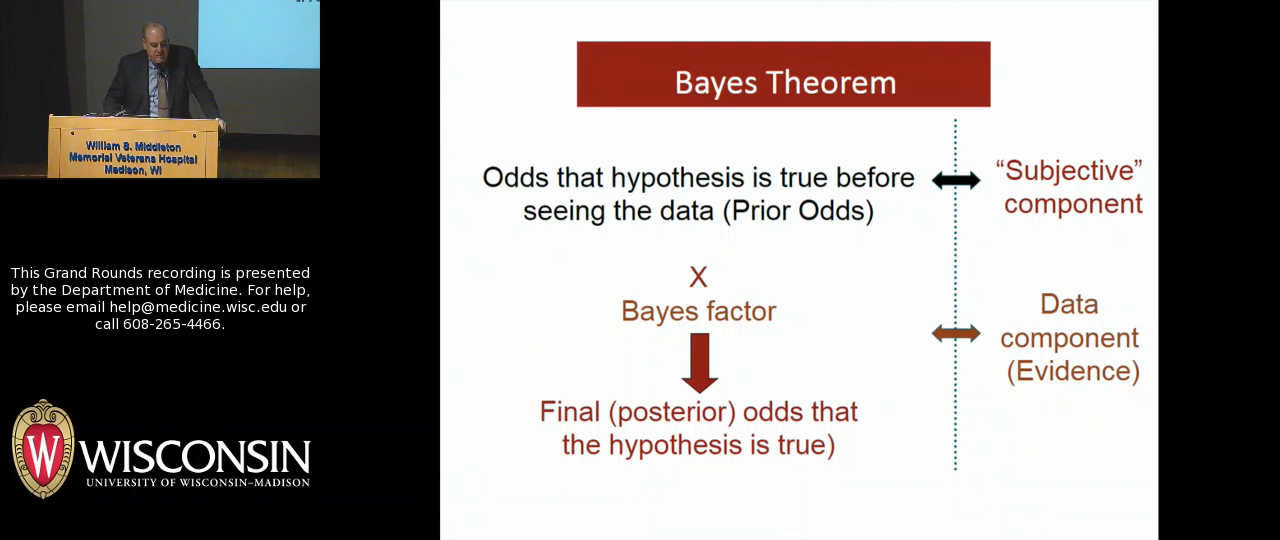 William S. Middleton
Memorial Veterans Hospital
Madison, WI
This Grand Rounds recording is presented
by the Department of Medicine. For help,
please email help@medicine.wisc.edu or
call 608-265-4466.
W
WISCONSIN
UNIVERSITY OF WISCONSIN–MADISON
Bayes Theorem
Odds that hypothesis is true before
seeing the data (Prior Odds)
“Subjective”
component
X
Bayes factor
Data
component
(Evidence)
Final (posterior) odds that
the hypothesis is true)